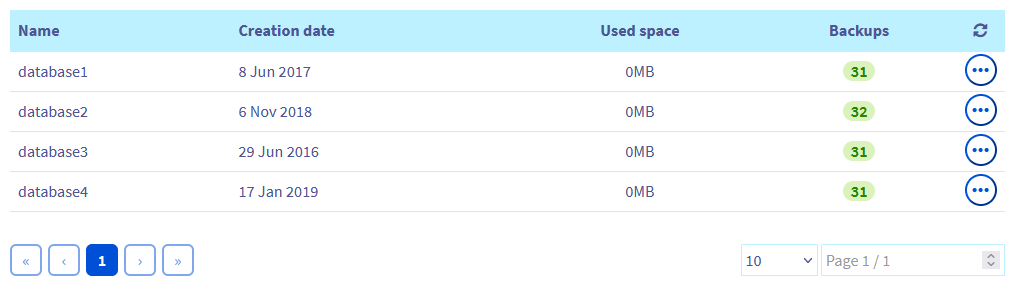 Name Creation date Used space Backups
database1 8 Jun 2017 0MB 31
database2 6 Nov 2018 0MB 32
database3 29 Jun 2016 0MB 31
database4 17 Jan 2019 0MB 31
« ‹ 1 › » 10 Page 1 / 1